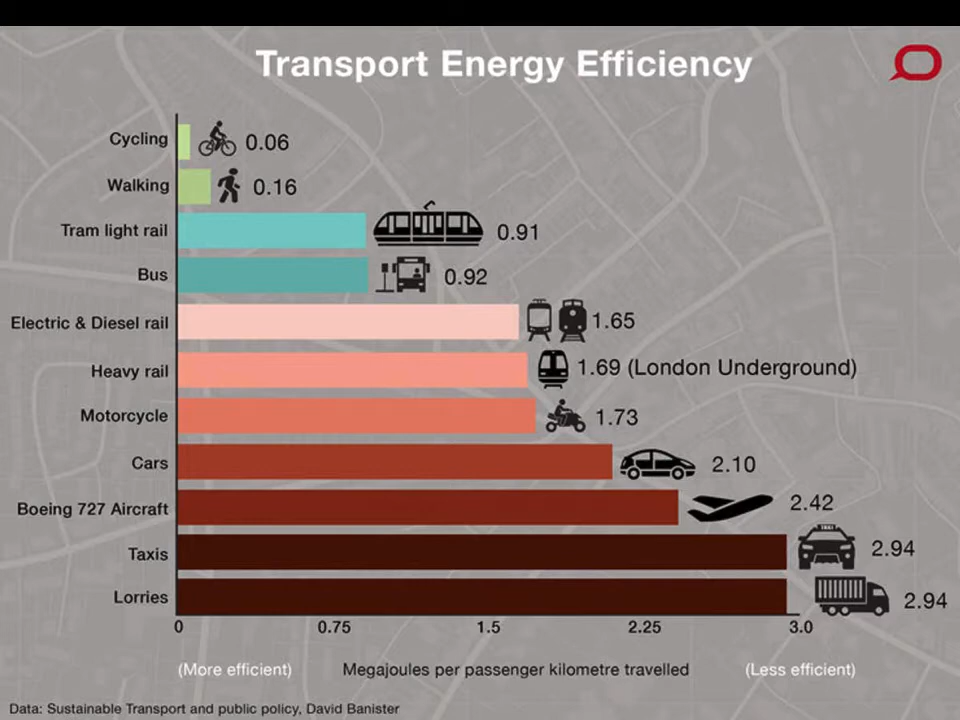 Transport Energy Efficiency
Cycling 0.06
Walking 0.16
Tram light rail 0.91
Bus 0.92
Electric & Diesel rail 1.65
Heavy rail 1.69 (London Underground)
Motorcycle 1.73
Cars 2.10
Boeing 727 Aircraft 2.42
TAXI
Taxis 2.94
Lorries 2.94
0 0.75 1.5 2.25 3.0
(More efficient) Megajoules per passenger kilometre travelled (Less efficient)
Data: Sustainable Transport and public policy, David Banister